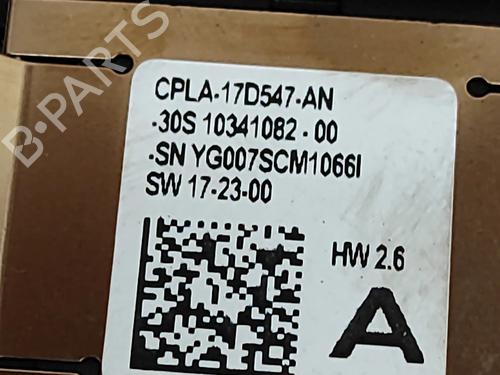 B-PARTS
CPLA-17D547-AN
-30S 10341082 - 00
-SN YG007SCM1066I
SW 17-23-00
HW 2.6
A